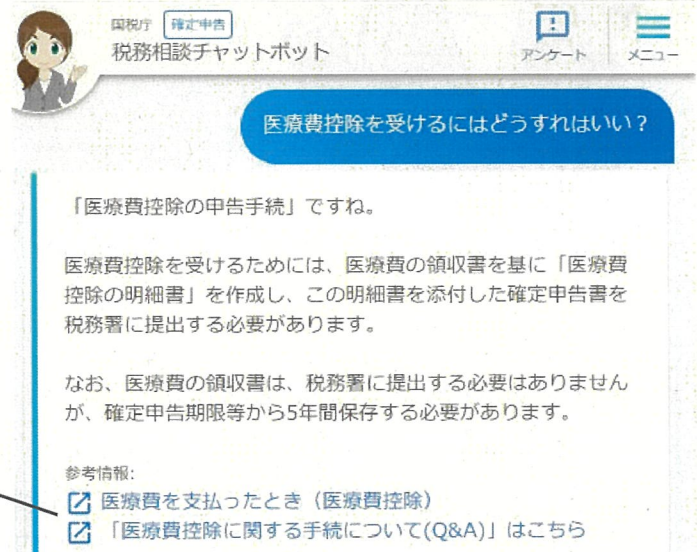 国税庁 確定申告
税務相談チャットボット
アンケート
メニュー
医療費控除を受けるにはどうすれはいい？
「医療費控除の申告手続」ですね。
医療費控除を受けるためには、医療費の領収書を基に「医療費
控除の明細書」を作成し、この明細書を添付した確定申告書を
税務署に提出する必要があります。
なお、医療費の領収書は、税務署に提出する必要はありません
が、確定申告期限等から5年間保存する必要があります。
参考情報:
医療費を支払ったとき（医療費控除）
「医療費控除に関する手続について(Q&A)」はこちら